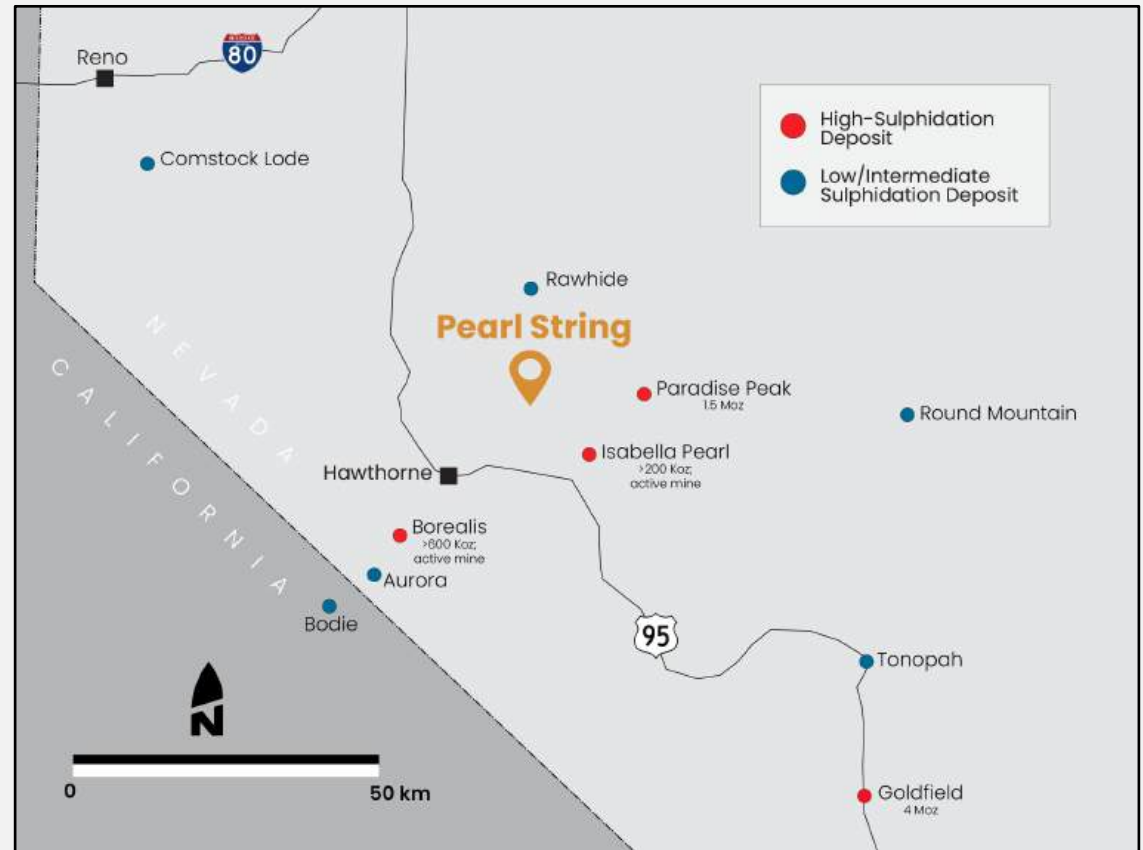 Reno
INTERSTATE
80
Comstock Lode
High-Sulphidation
Deposit
Low/Intermediate
Sulphidation Deposit
Rawhide
Pearl String
NEVADA
CALIFORNIA
Paradise Peak
1.5 Moz
Round Mountain
Isabella Pearl
>200 Koz;
active mine
Hawthorne
Borealis
>600 Koz;
active mine
Aurora
Bodie
95
Tonopah
N
0
50 km
Goldfield
4 Moz